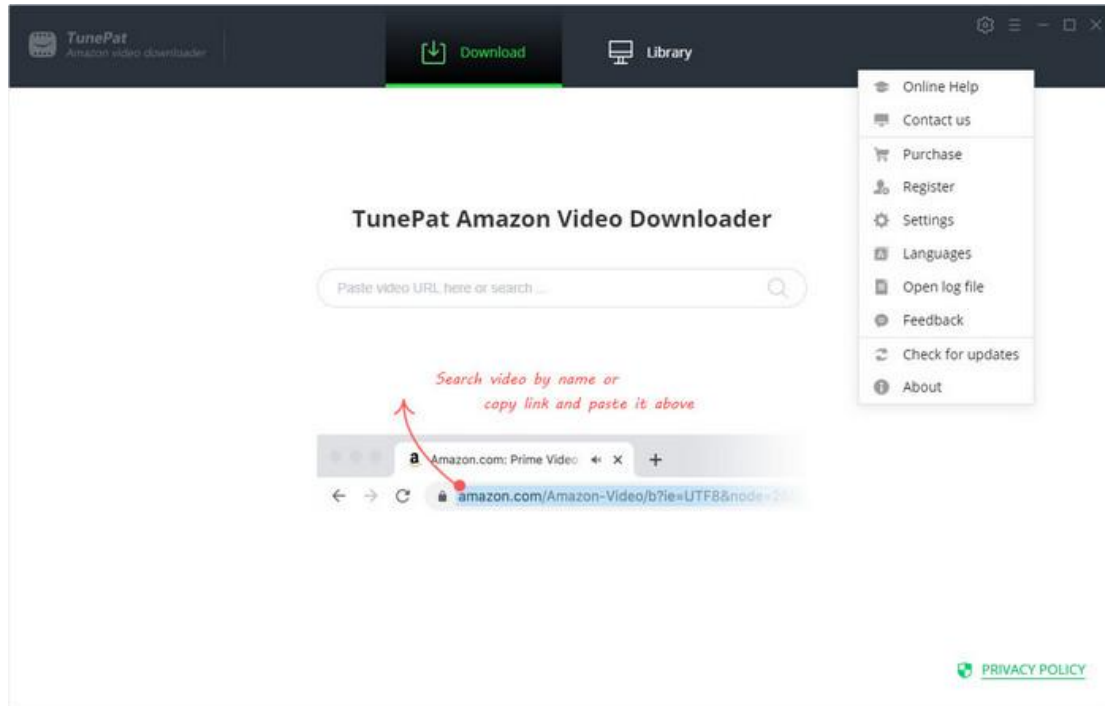 TunePat
Amazon video downloader
Download
Library
Online Help
Contact us
Purchase
Register
Settings
Languages
Open log file
Feedback
Check for updates
About
TunePat Amazon Video Downloader
Paste video URL here or search ...
Search video by name or
copy link and paste it above
a Amazon.com: Prime Video
amazon.com/Amazon-Video/b?ie=UTF8&node=
PRIVACY POLICY